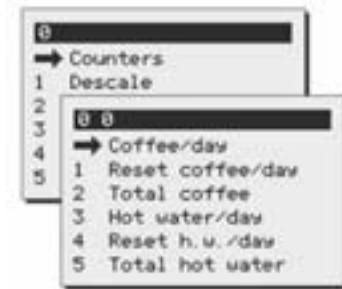 0
→ Counters
1 Descale
2
3
4
5
0 0
→ Coffee/day
1 Reset coffee/day
2 Total coffee
3 Hot water/day
4 Reset h.w./day
5 Total hot water